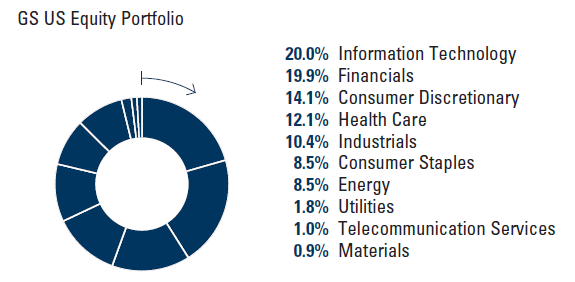 GS US Equity Portfolio
20.0% Information Technology
19.9% Financials
14.1% Consumer Discretionary
12.1% Health Care
10.4% Industrials
8.5% Consumer Staples
8.5% Energy
1.8% Utilities
1.0% Telecommunication Services
0.9% Materials